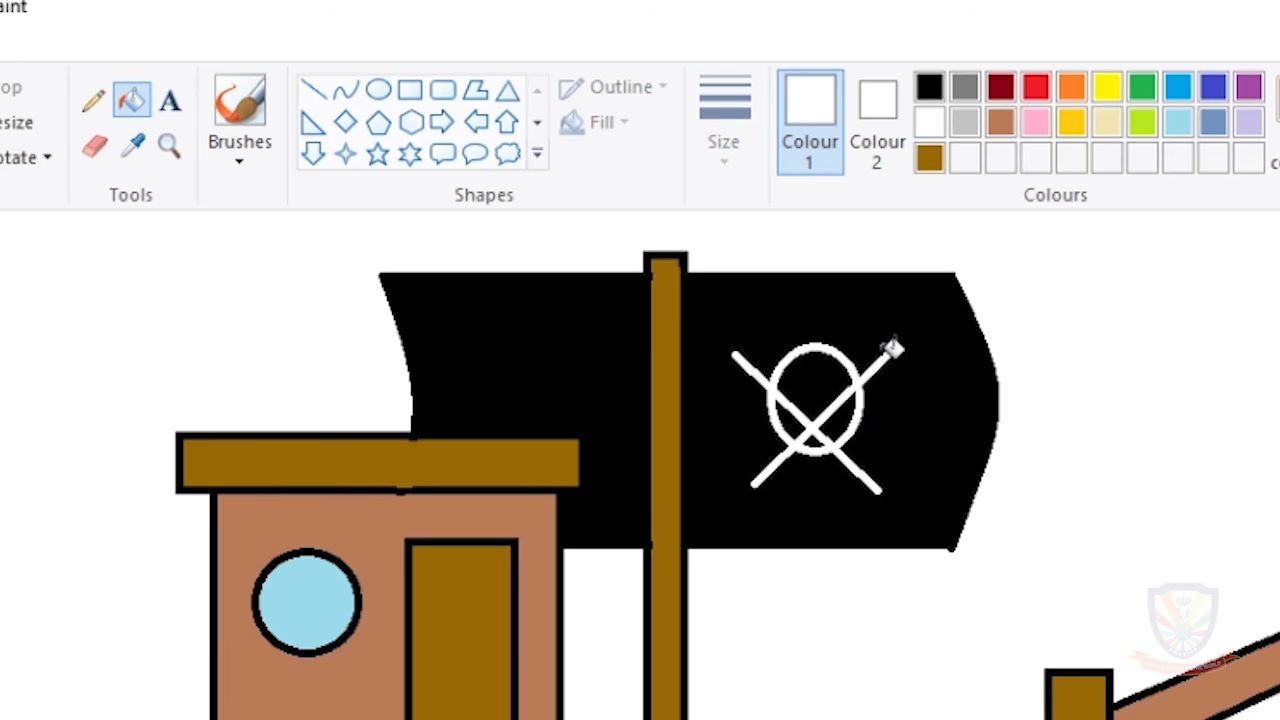 aint
op
esize
otate
A
Tools
Brushes
Shapes
Outline
Fill
Size
Colour
1
Colour
2
Colours